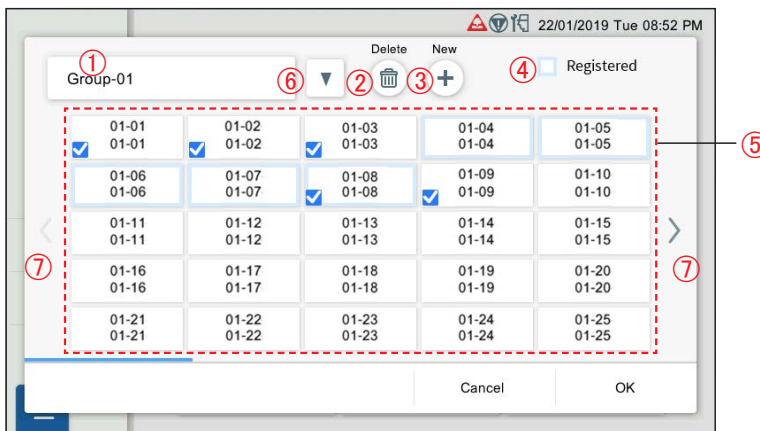 22/01/2019 Tue 08:52 PM
Delete New
① Group-01 ⑥ ▼ ② ③ + ④ Registered
01-01 01-02 01-03 01-04 01-05
01-01 01-02 01-03 01-04 01-05
⑤
01-06 01-07 01-08 01-09 01-10
01-06 01-07 01-08 01-09 01-10
01-11 01-12 01-13 01-14 01-15
01-11 01-12 01-13 01-14 01-15
⑦ ⑦
01-16 01-17 01-18 01-19 01-20
01-16 01-17 01-18 01-19 01-20
01-21 01-22 01-23 01-24 01-25
01-21 01-22 01-23 01-24 01-25
Cancel OK